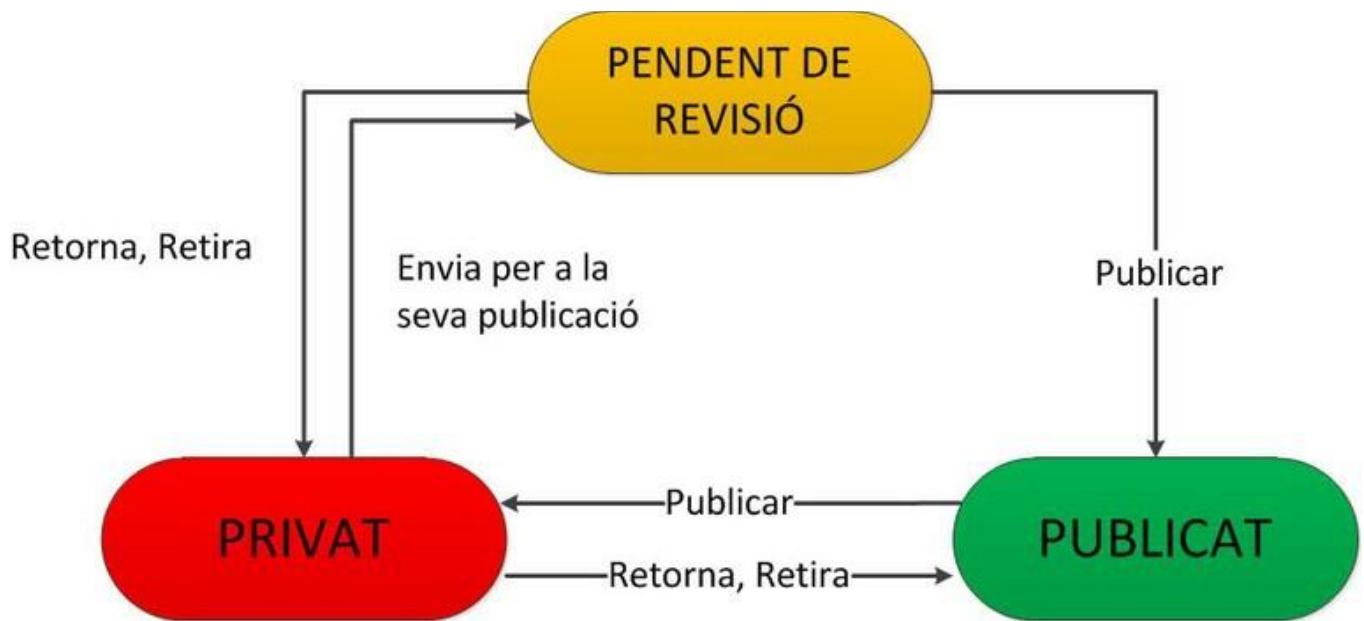 PENDENT DE
REVISIÓ
Retorna, Retira
Envia per a la
seva publicació
Publicar
PRIVAT
Publicar
Retorna, Retira
PUBLICAT